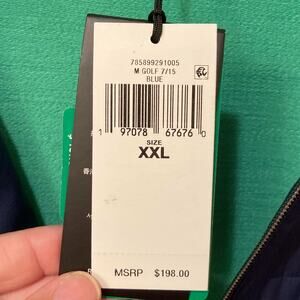 785899291005
M GOLF 7/15
BLUE
1 97078 67676 0
SIZE
XXL
MSRP $198.00